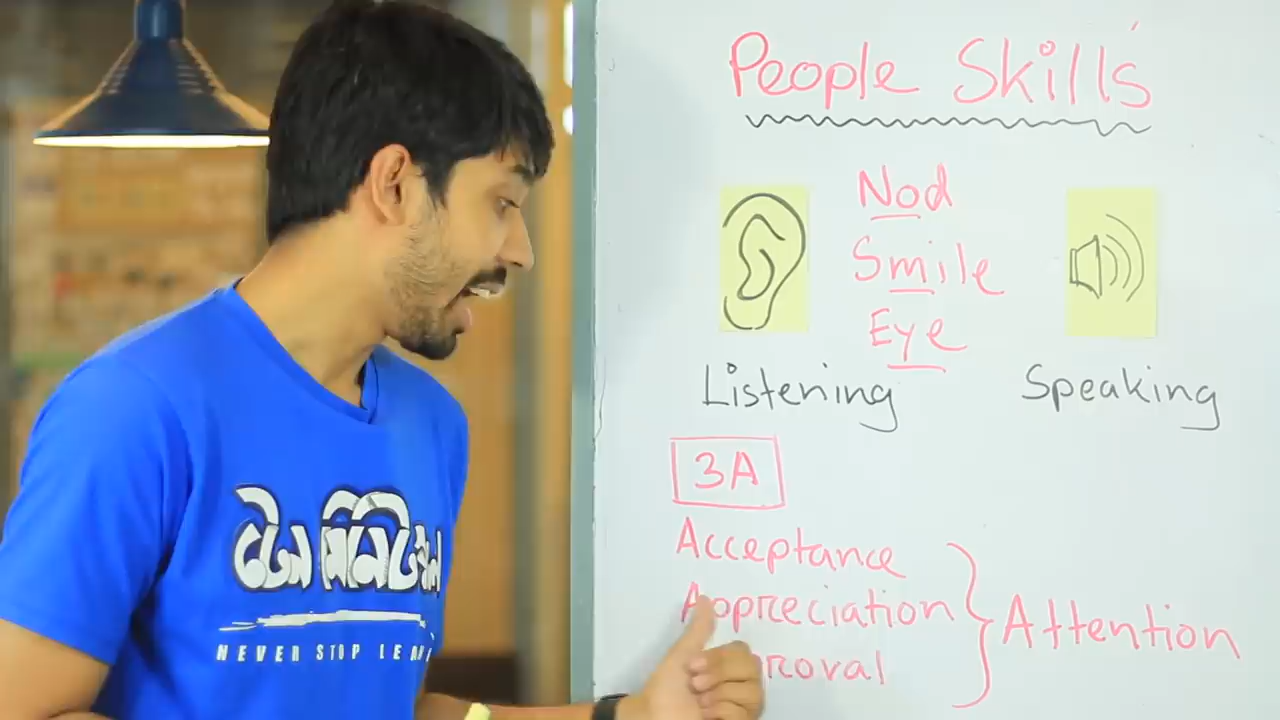 People Skills
Nod
Smile
Eye
Listening
Speaking
3A
Acceptance
Appreciation
Attention
টেন মিনিট
NEVER STOP